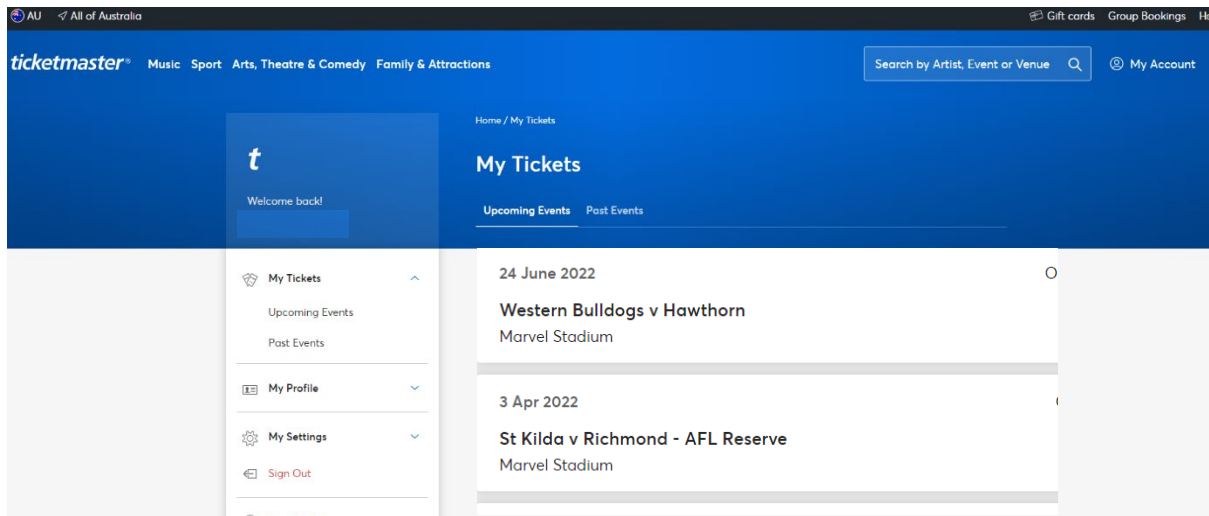 AU All of Australia Gift cards Group Bookings
ticketmaster® Music Sport Arts, Theatre & Comedy Family & Attractions Search by Artist, Event or Venue My Account
Home / My Tickets
t
My Tickets
Welcome back!
Upcoming Events Past Events
My Tickets
Upcoming Events
Past Events
My Profile
My Settings
Sign Out
24 June 2022
Western Bulldogs v Hawthorn
Marvel Stadium
3 Apr 2022
St Kilda v Richmond - AFL Reserve
Marvel Stadium